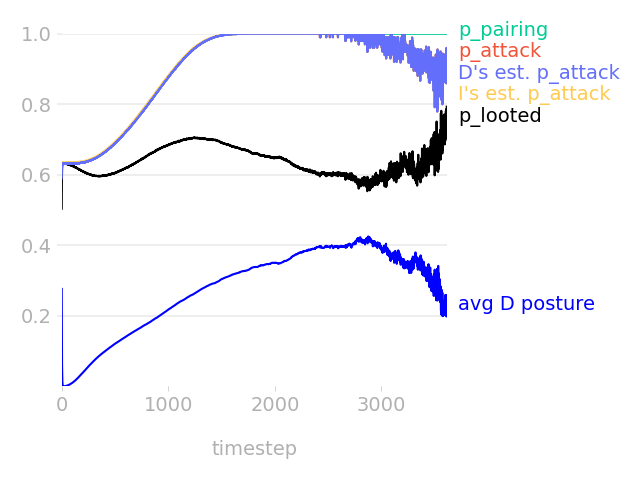 1.0
0.8
0.6
0.4
0.2
p_pairing
p_attack
D's est. p_attack
I's est. p_attack
p_looted
avg D posture
0 1000 2000 3000
timestep